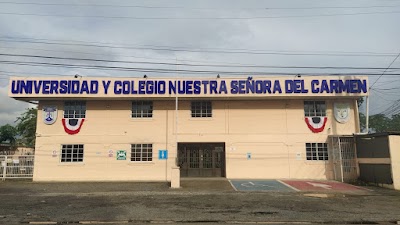 UNIVERSIDAD Y COLEGIO NUESTRA SEÑORA DEL CARMEN